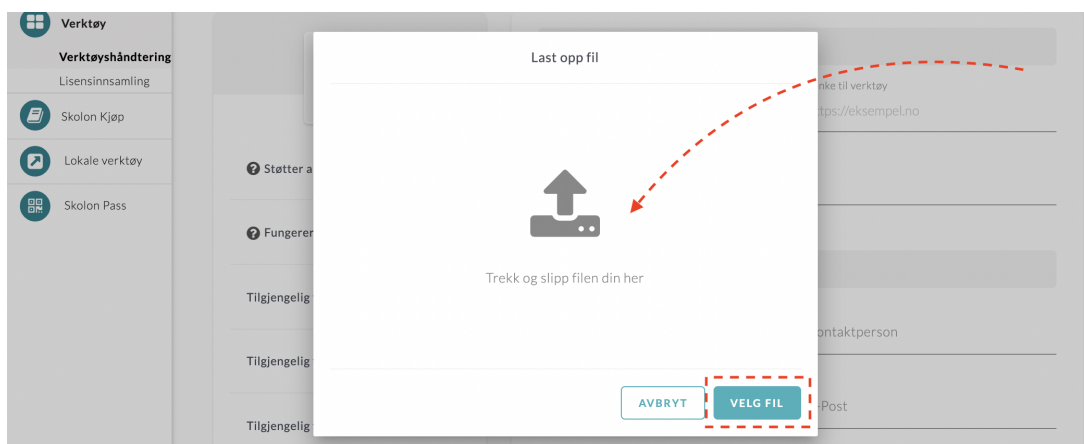 Verktøy
Verktøyshåndtering
Lisensinnsamling
Skolon Kjøp
Lokale verktøy
Skolon Pass
Støtter a
Fungerer
Tilgjengelig
Tilgjengelig
Tilgjengelig
Last opp fil
Trekk og slipp filen din her
AVBRYT
VELG FIL
nke til verktøy
tps://eksempel.no
ontaktperson
-Post